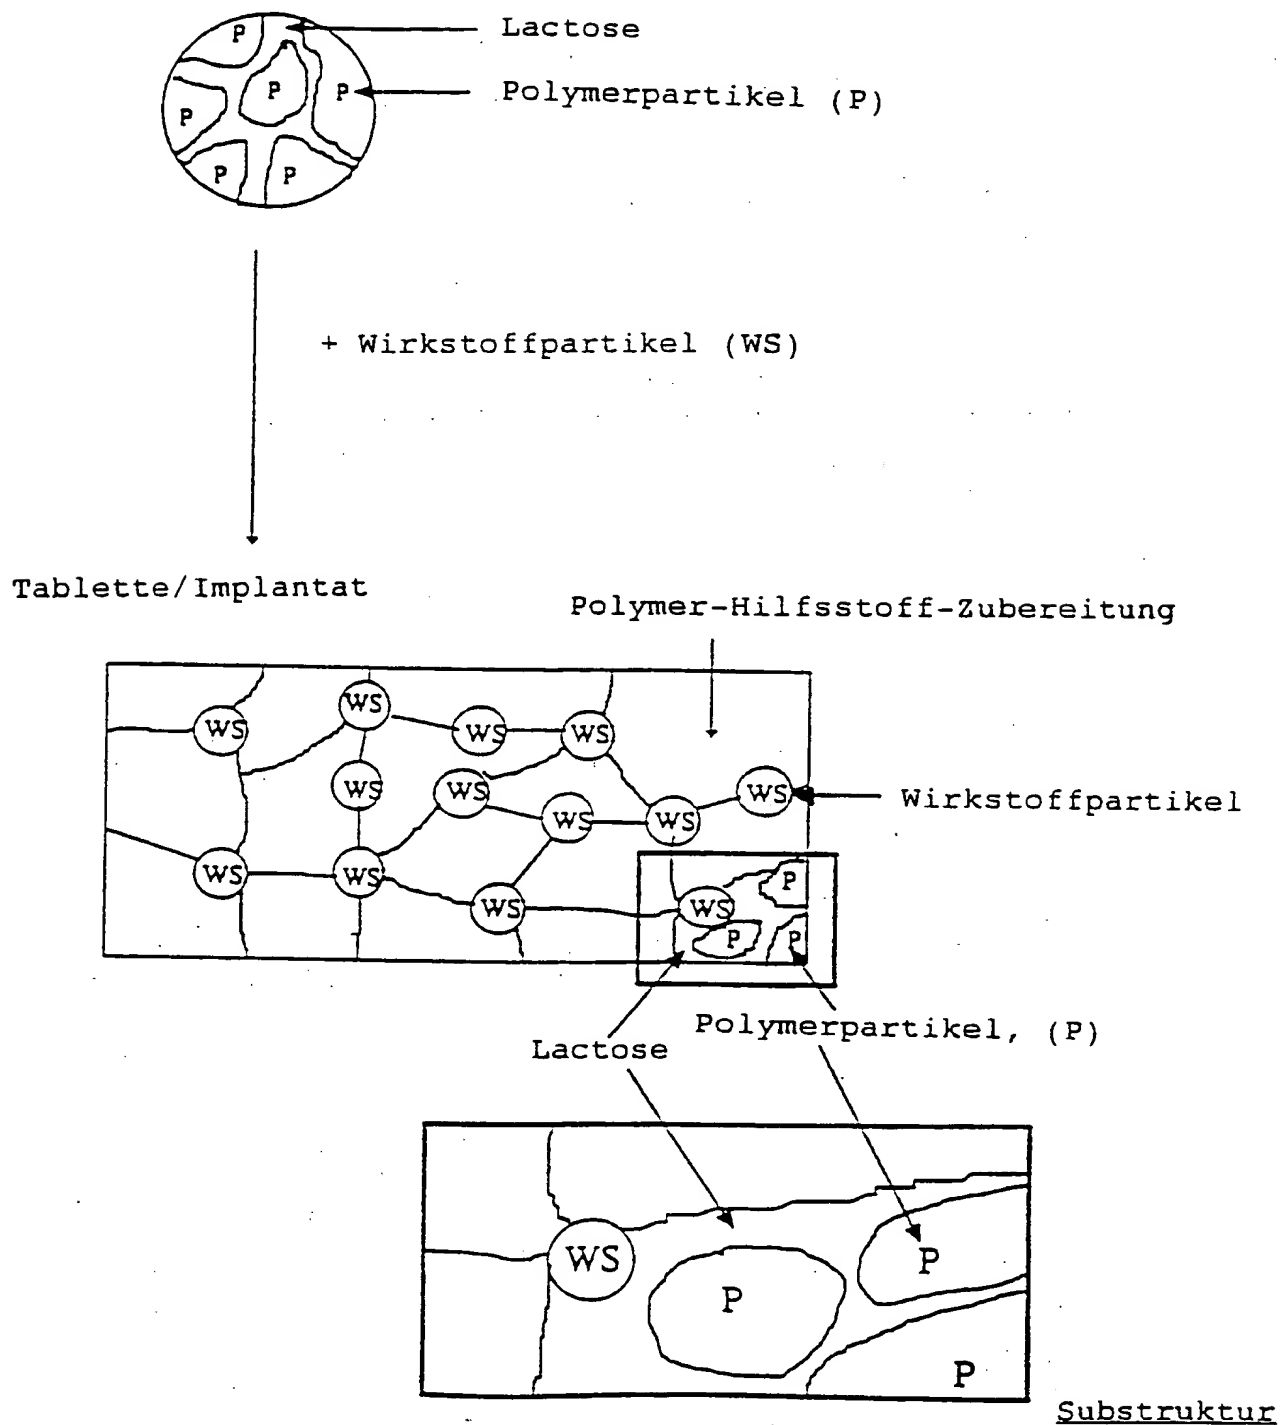 P
Lactose
P
P
Polymerpartikel (P)
P
P
P
+ Wirkstoffpartikel (WS)
Tablette/Implantat
Polymer-Hilfsstoff-Zubereitung
WS
WS
WS
WS
WS
WS
WS
WS
WS
Wirkstoffpartikel
WS
WS
WS
WS
P
P
P
Polymerpartikel, (P)
Lactose
WS
P
P
P
Substruktur